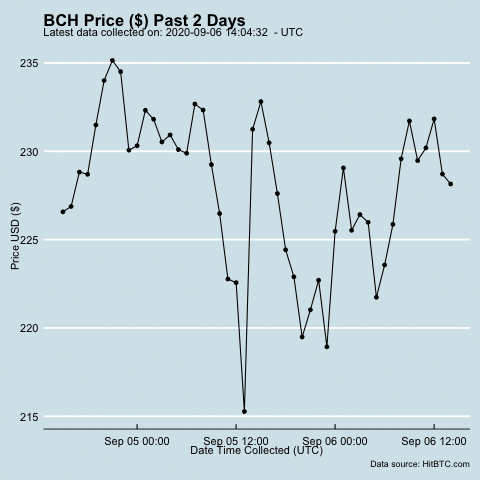 BCH Price ($) Past 2 Days
Latest data collected on: 2020-09-06 14:04:32  - UTC
Price USD ($)
235
230
225
220
215
Sep 05 00:00 Sep 05 12:00 Sep 06 00:00 Sep 06 12:00
Date Time Collected (UTC)
Data source: HitBTC.com